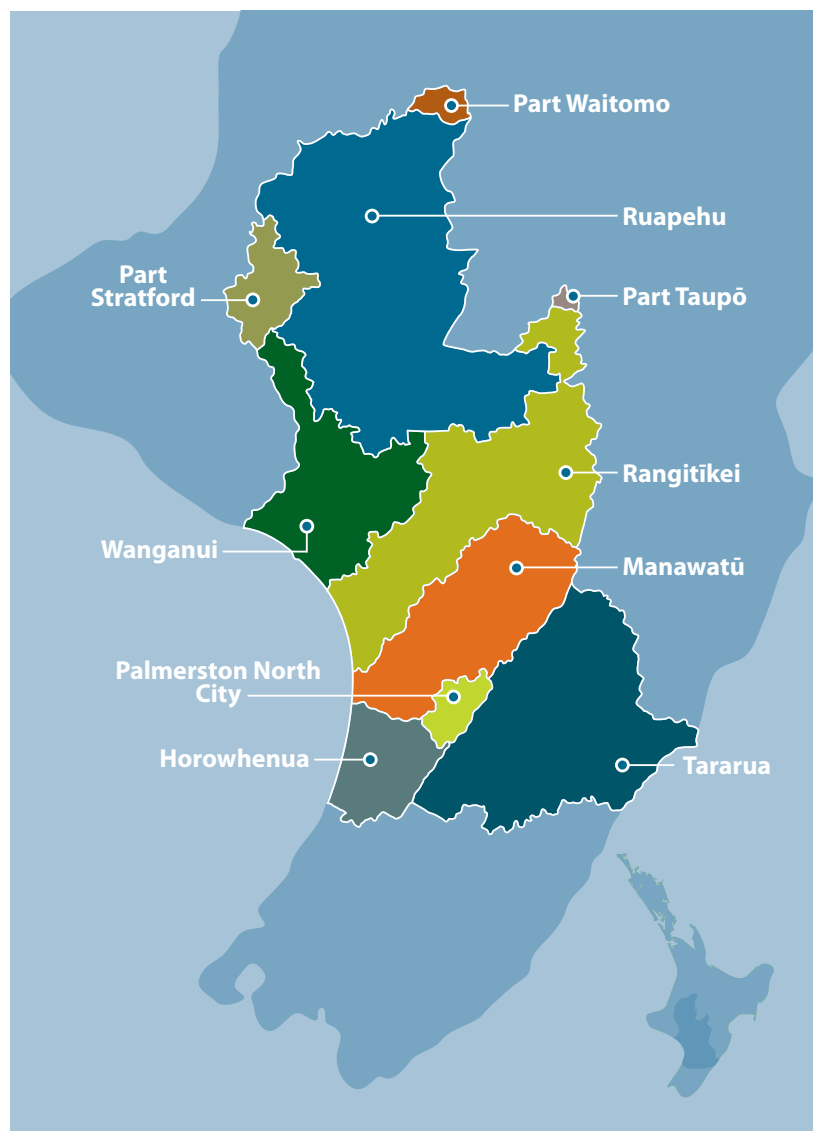 Part Waitomo
Ruapehu
Part
Stratford
Part Taupō
Rangitīkei
Wanganui
Manawatū
Palmerston North
City
Horowhenua
Tararua